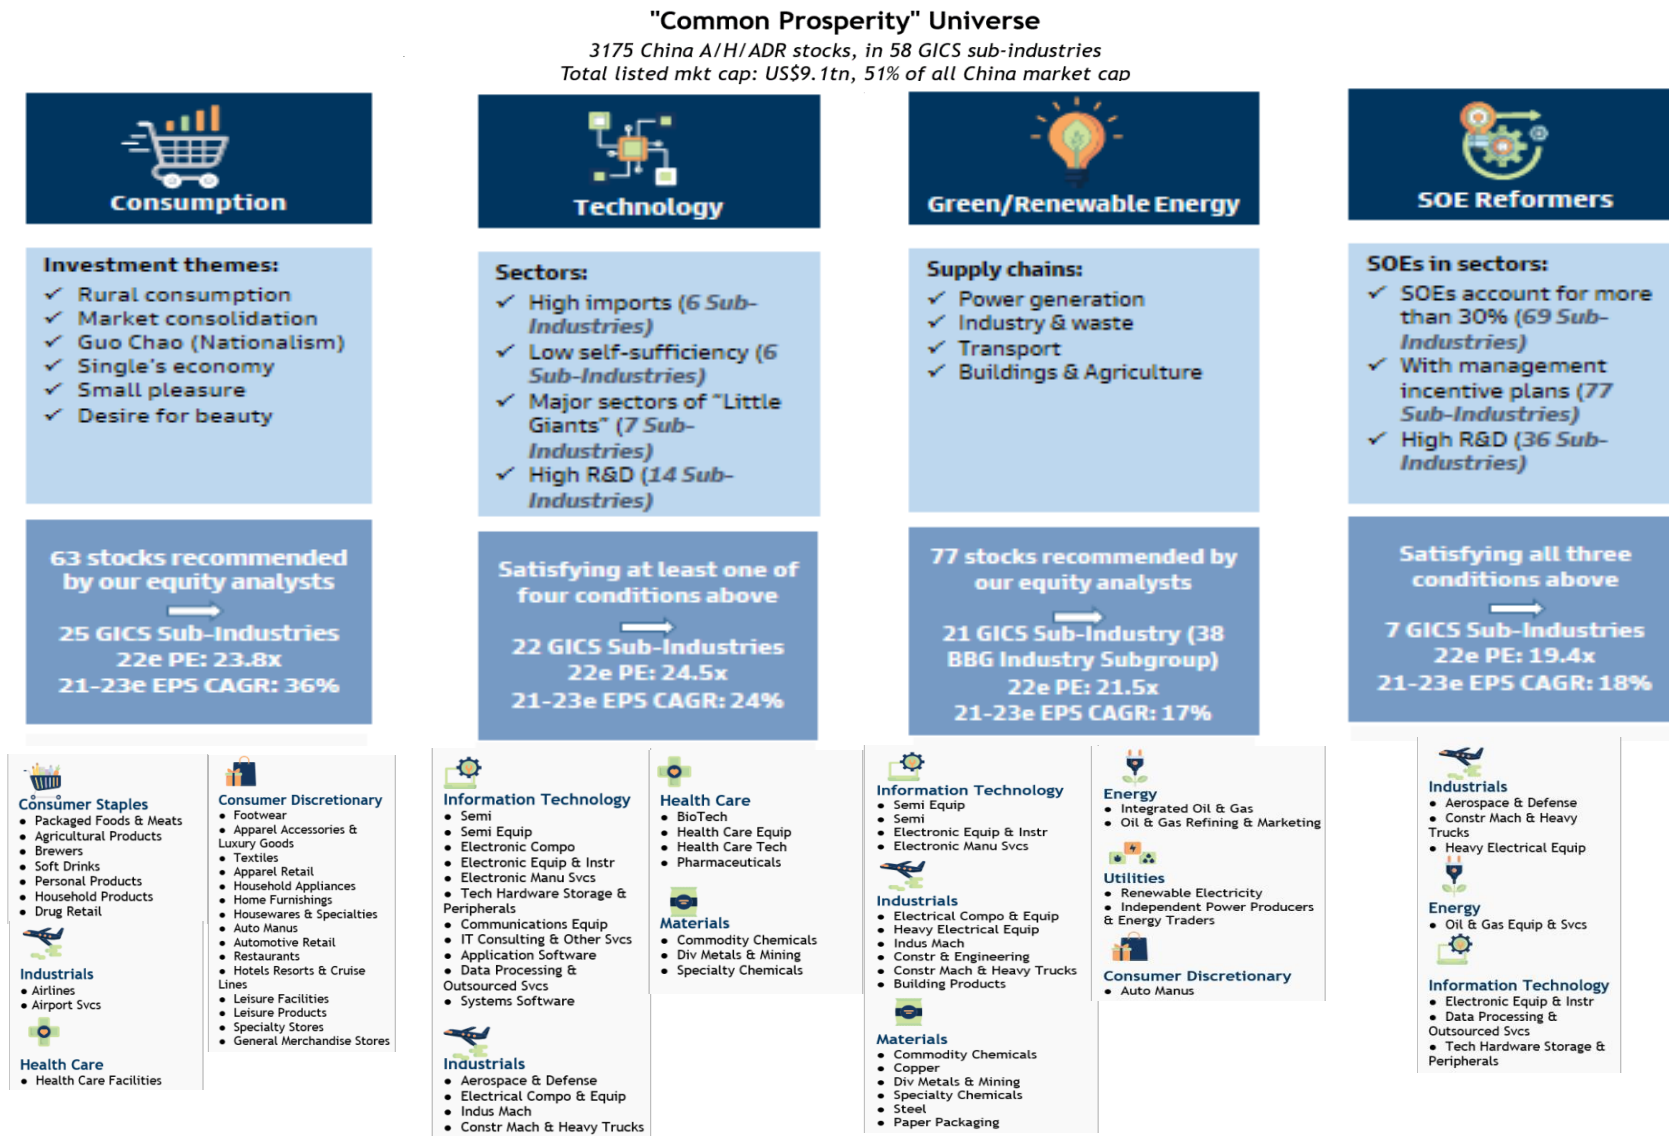 "Common Prosperity" Universe
3175 China A/H/ADR stocks, in 58 GICS sub-industries
Total listed mkt cap: US$9.1tn, 51% of all China market cap
Consumption
Investment themes:
✓ Rural consumption
✓ Market consolidation
✓ Guo Chao (Nationalism)
✓ Single's economy
✓ Small pleasure
✓ Desire for beauty
63 stocks recommended
by our equity analysts
25 GICS Sub-Industries
22e PE: 23.8x
21-23e EPS CAGR: 36%
Consumer Staples
• Packaged Foods & Meats
• Agricultural Products
• Brewers
• Soft Drinks
• Personal Products
• Household Products
• Drug Retail
Industrials
• Airlines
• Airport Svcs
Health Care
• Health Care Facilities
Consumer Discretionary
• Footwear
• Apparel Accessories &
Luxury Goods
• Textiles
• Apparel Retail
• Household Appliances
• Home Furnishings
• Housewares & Specialties
• Auto Manus
• Automotive Retail
• Restaurants
• Hotels Resorts & Cruise
Lines
• Leisure Facilities
• Leisure Products
• Specialty Stores
• General Merchandise Stores
Technology
Sectors:
✓ High imports (6 Sub-
Industries)
✓ Low self-sufficiency (6
Sub-Industries)
✓ Major sectors of "Little
Giants" (7 Sub-
Industries)
✓ High R&D (14 Sub-
Industries)
Satisfying at least one of
four conditions above
22 GICS Sub-Industries
22e PE: 24.5x
21-23e EPS CAGR: 24%
Information Technology
• Semi
• Semi Equip
• Electronic Compo
• Electronic Equip & Instr
• Electronic Manu Svcs
• Tech Hardware Storage &
Peripherals
• Communications Equip
• IT Consulting & Other Svcs
• Application Software
• Data Processing &
Outsourced Svcs
• Systems Software
Industrials
• Aerospace & Defense
• Electrical Compo & Equip
• Indus Mach
• Constr Mach & Heavy Trucks
Health Care
• BioTech
• Health Care Equip
• Health Care Tech
• Pharmaceuticals
Materials
• Commodity Chemicals
• Div Metals & Mining
• Specialty Chemicals
Green/Renewable Energy
Supply chains:
✓ Power generation
✓ Industry & waste
✓ Transport
✓ Buildings & Agriculture
77 stocks recommended by
our equity analysts
21 GICS Sub-Industry (38
BBG Industry Subgroup)
22e PE: 21.5x
21-23e EPS CAGR: 17%
Information Technology
• Semi Equip
• Semi
• Electronic Equip & Instr
• Electronic Manu Svcs
Industrials
• Electrical Compo & Equip
• Heavy Electrical Equip
• Indus Mach
• Constr & Engineering
• Constr Mach & Heavy Trucks
• Building Products
Materials
• Commodity Chemicals
• Copper
• Div Metals & Mining
• Specialty Chemicals
• Steel
• Paper Packaging
Energy
• Integrated Oil & Gas
• Oil & Gas Refining & Marketing
Utilities
• Renewable Electricity
• Independent Power Producers
& Energy Traders
Consumer Discretionary
• Auto Manus
SOE Reformers
SOEs in sectors:
✓ SOEs account for more
than 30% (69 Sub-
Industries)
✓ With management
incentive plans (77
Sub-Industries)
✓ High R&D (36 Sub-
Industries)
Satisfying all three
conditions above
7 GICS Sub-Industries
22e PE: 19.4x
21-23e EPS CAGR: 18%
Industrials
• Aerospace & Defense
• Constr Mach & Heavy
Trucks
• Heavy Electrical Equip
Energy
• Oil & Gas Equip & Svcs
Information Technology
• Electronic Equip & Instr
• Data Processing &
Outsourced Svcs
• Tech Hardware Storage &
Peripherals